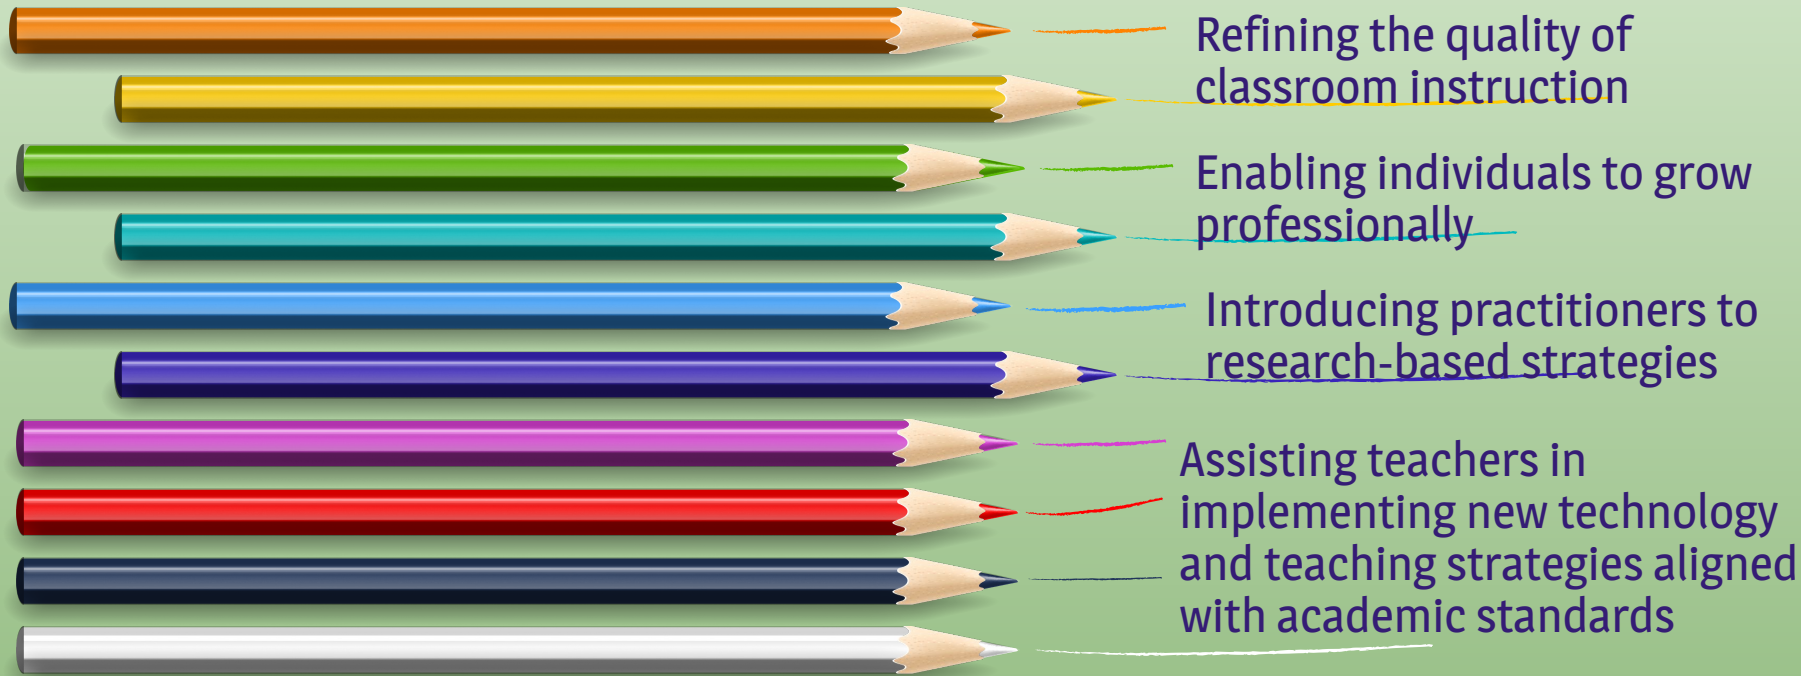 Refining the quality of
classroom instruction
Enabling individuals to grow
professionally
Introducing practitioners to
research-based strategies
Assisting teachers in
implementing new technology
and teaching strategies aligned
with academic standards